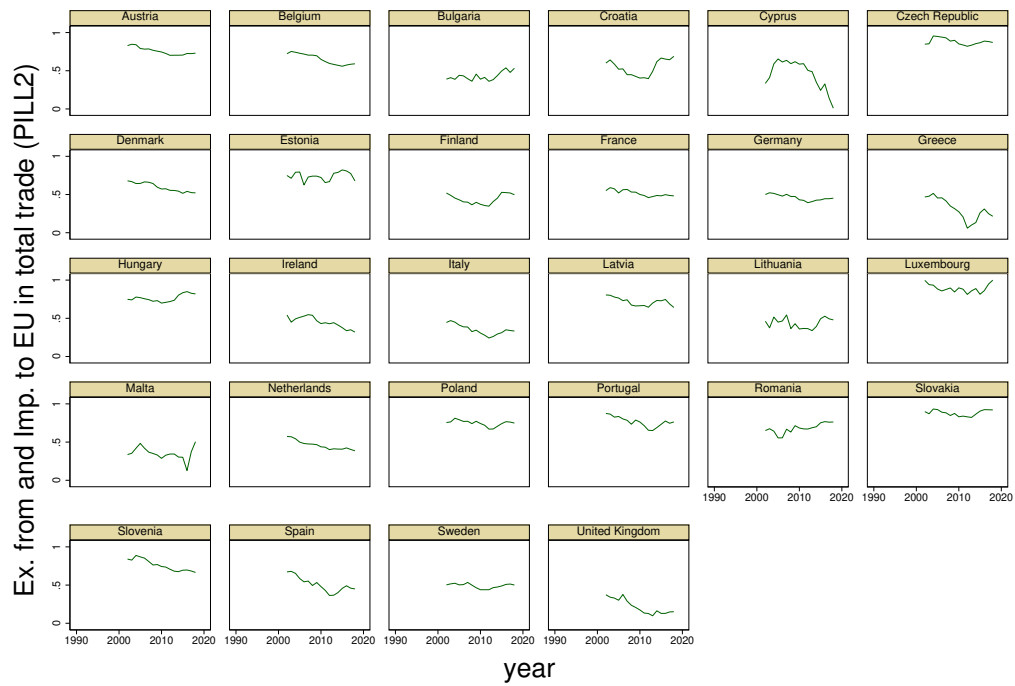 Ex. from and Imp. to EU in total trade (PILL2)
Austria Belgium Bulgaria Croatia Cyprus Czech Republic
1
.5
0
Denmark Estonia Finland France Germany Greece
1
.5
0
Hungary Ireland Italy Latvia Lithuania Luxembourg
1
.5
0
Malta Netherlands Poland Portugal Romania Slovakia
1
.5
0
1990 2000 2010 2020 1990 2000 2010 2020
Slovenia Spain Sweden United Kingdom
1
.5
0
1990 2000 2010 2020 1990 2000 2010 2020 1990 2000 2010 2020 1990 2000 2010 2020
year